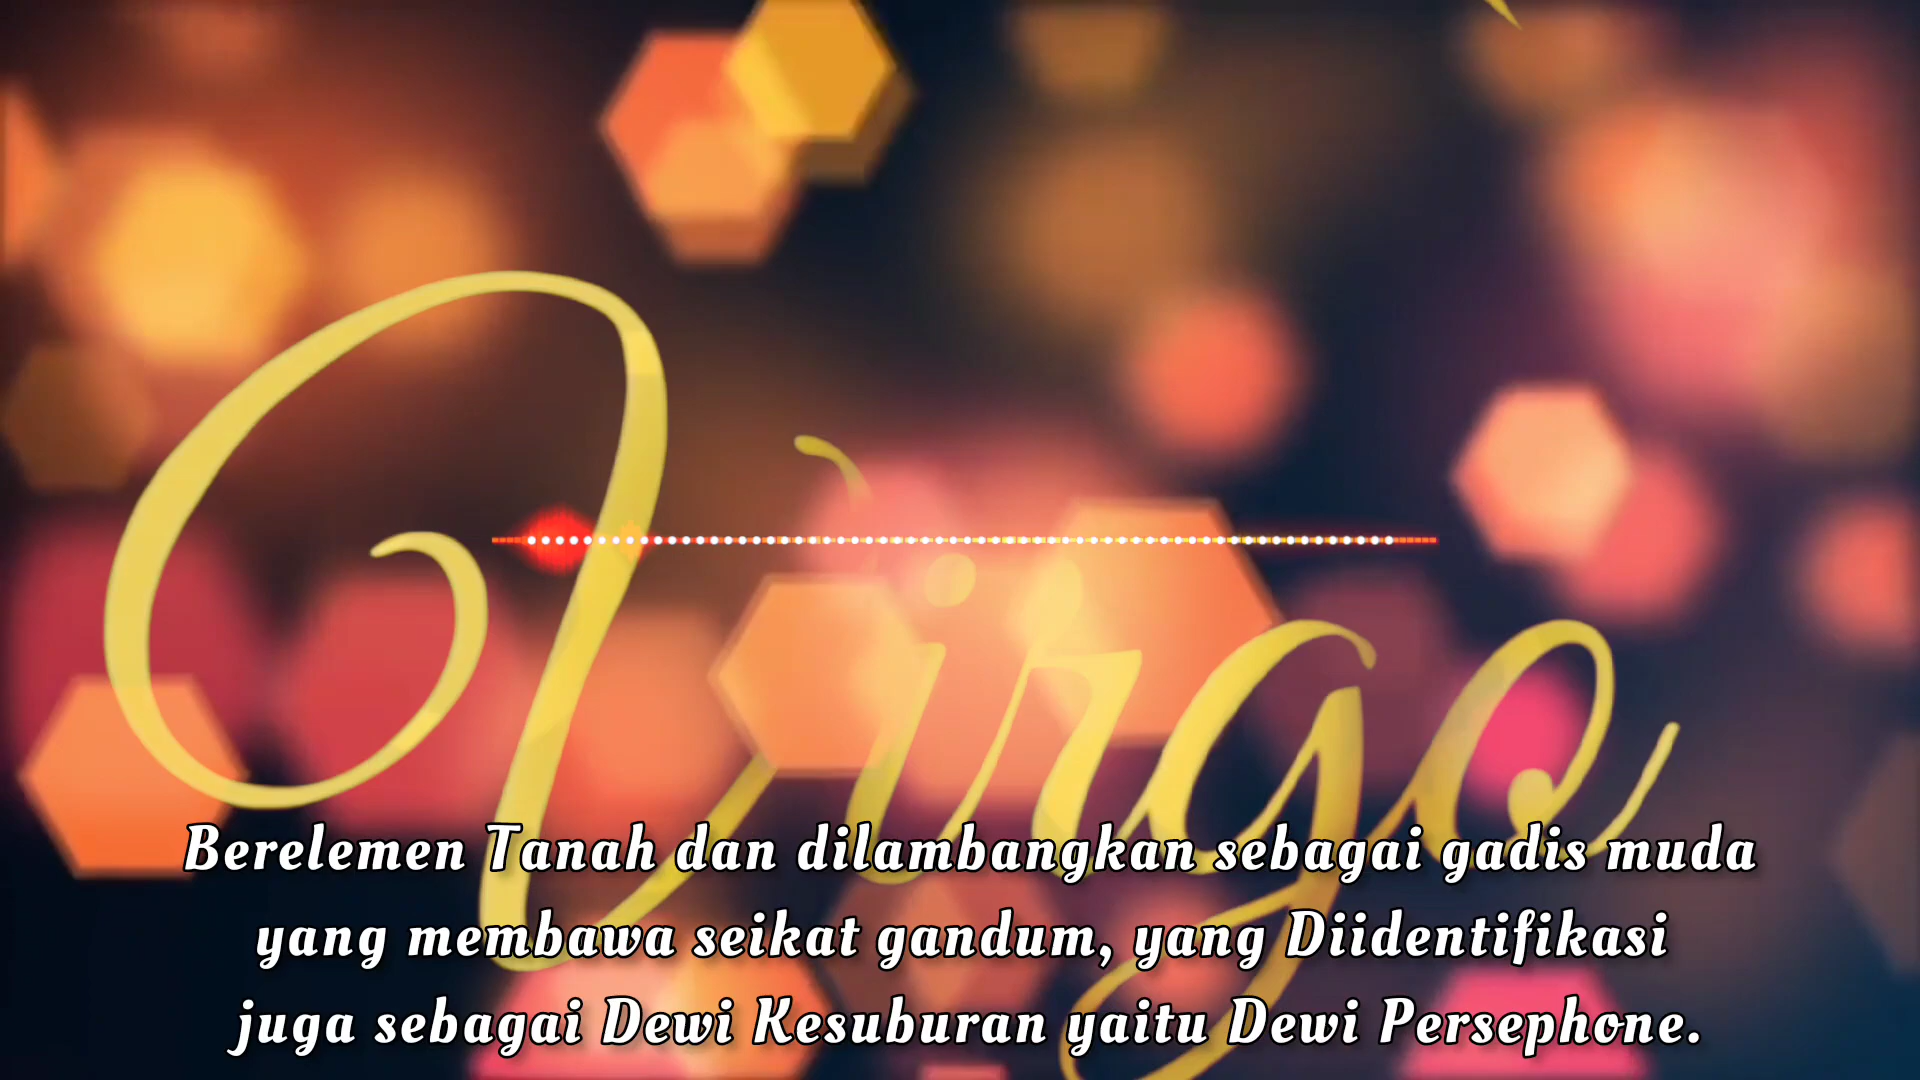 Virgo
Berelemen Tanah dan dilambangkan sebagai gadis muda
yang membawa seikat gandum, yang Diidentifikasi
juga sebagai Dewi Kesuburan yaitu Dewi Persephone.